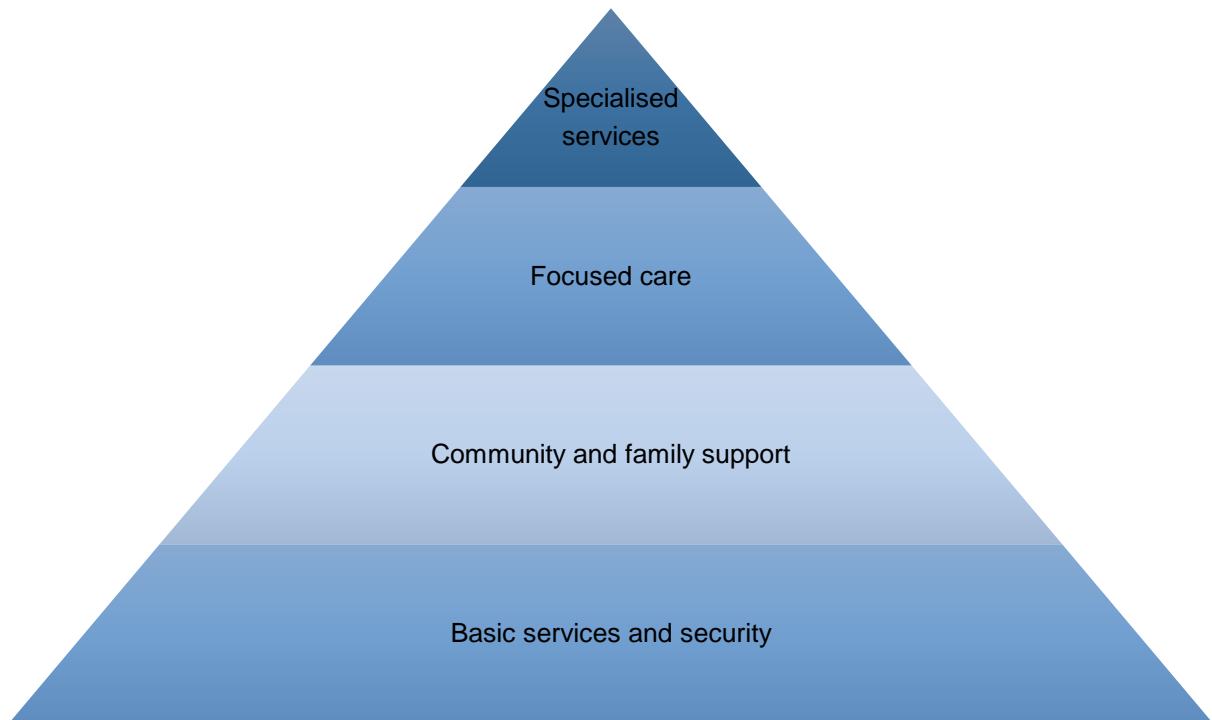 Specialised
services
Focused care
Community and family support
Basic services and security